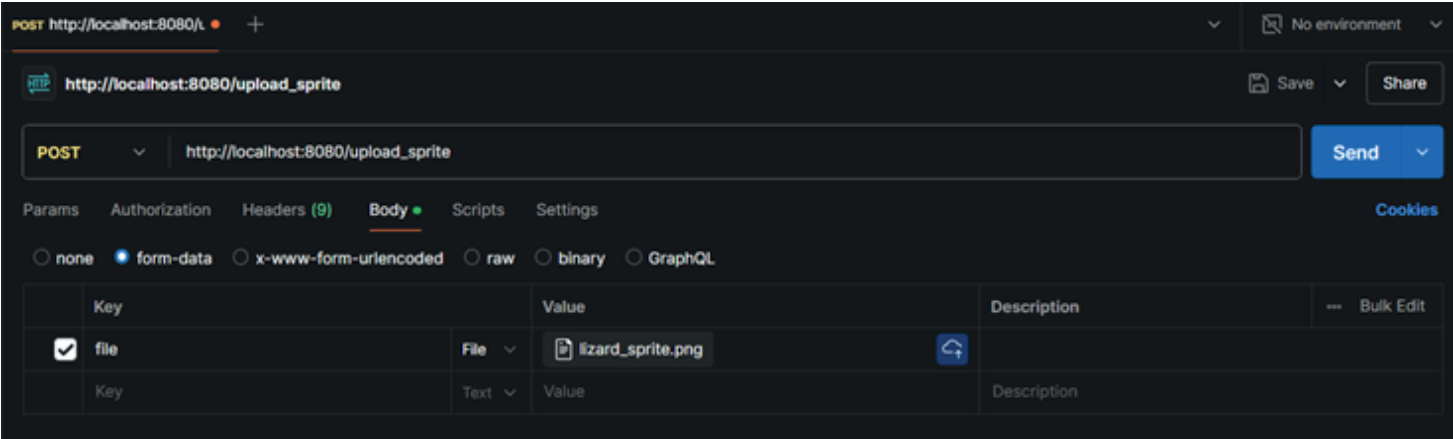 POST http://localhost:8080/u No environment
HTTP http://localhost:8080/upload_sprite Save Share
POST http://localhost:8080/upload_sprite Send
Params Authorization Headers (9) Body Scripts Settings Cookies
none form-data x-www-form-urlencoded raw binary GraphQL
Key Value Description ... Bulk Edit
file File lizard_sprite.png
Key Text Value Description